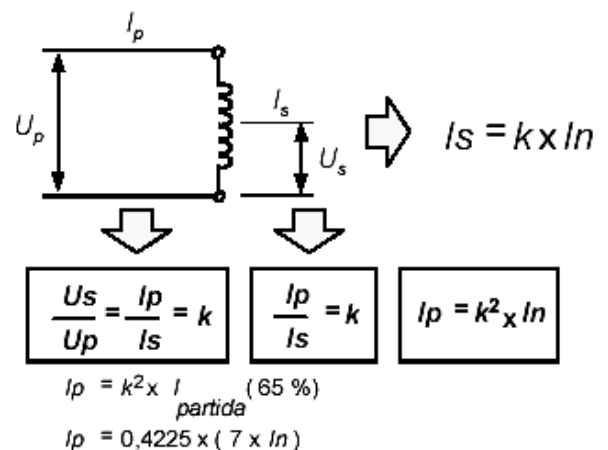 Ip
Up
Is
Us
Is = k x In
Us/Up = Ip/Is = k
Ip/Is = k
Ip = k² x In
Ip = k² x I partida (65 %)
Ip = 0,4225 x ( 7 x In )